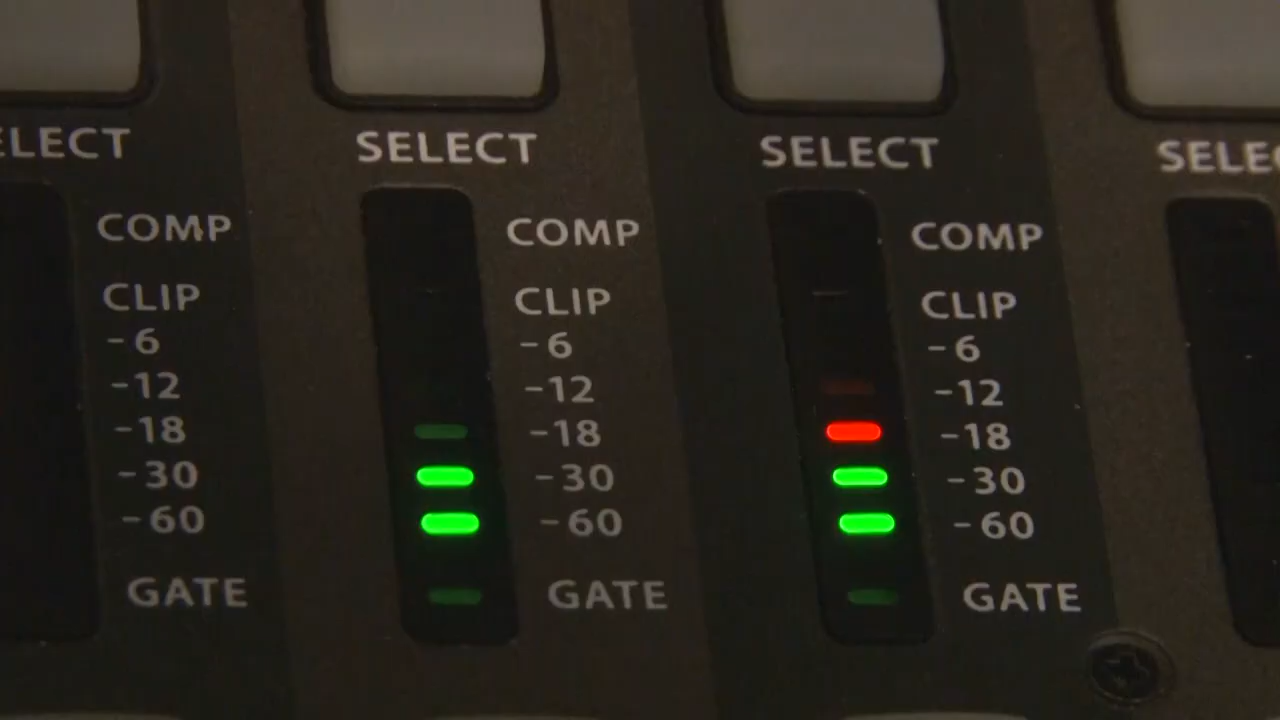 ELECT SELECT SELECT SELEC
COMP COMP COMP
CLIP CLIP CLIP
-6 -6 -6
-12 -12 -12
-18 -18 -18
-30 -30 -30
-60 -60 -60
GATE GATE GATE